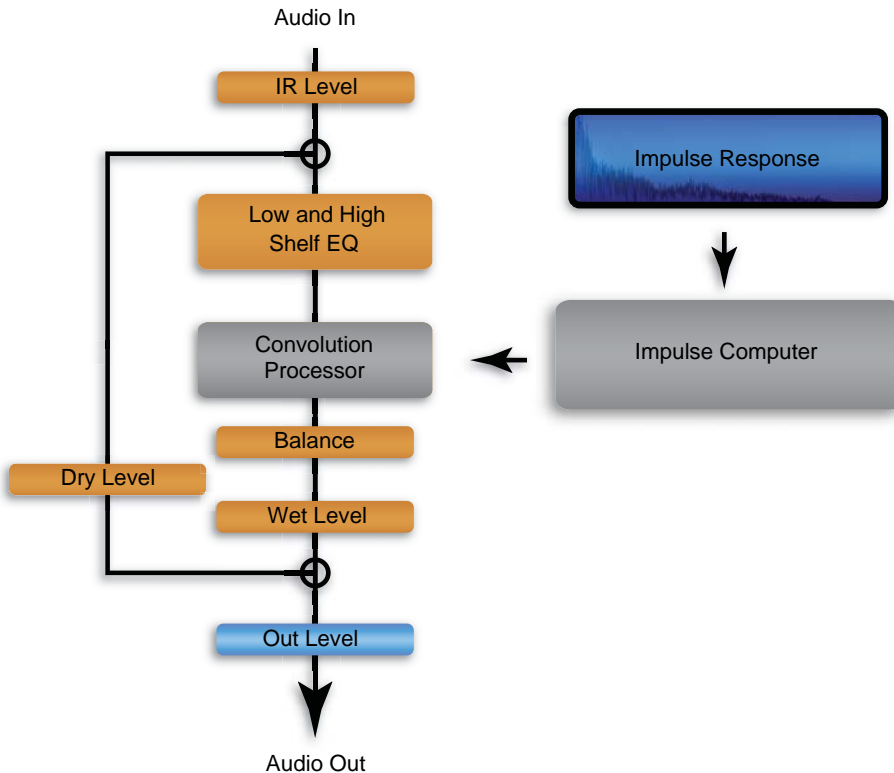 Audio In
IR Level
Impulse Response
Low and High
Shelf EQ
Convolution
Processor
Impulse Computer
Balance
Dry Level
Wet Level
Out Level
Audio Out